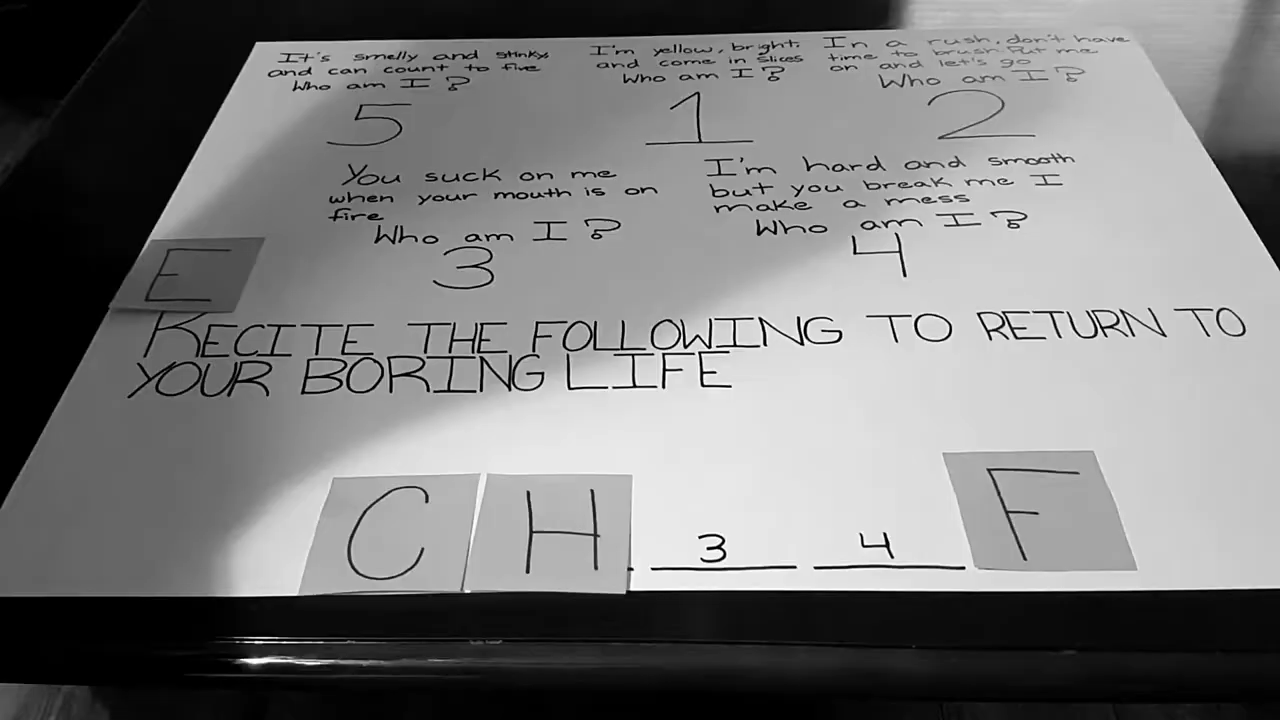 It's smelly and stinky
and can count to five
Who am I?
5
I'm yellow, bright,
and come in slices
Who am I?
1
In a rush, don't have
time to brush. Put me
on and let's go
Who am I?
2
You suck on me
when your mouth is on
fire
Who am I?
3
I'm hard and smooth
but you break me I
make a mess
Who am I?
4
E
RECITE THE FOLLOWING TO RETURN TO
YOUR BORING LIFE
C H 3 4 F